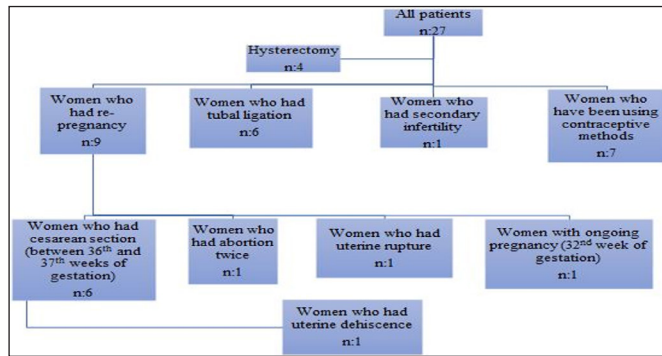 All patients
n:27
Hysterectomy
n:4
Women who
had re-
pregnancy
n:9
Women who had
tubal ligation
n:6
Women who
had secondary
infertility
n:1
Women who
have been using
contraceptive
methods
n:7
Women who had
cesarean section
(between 36th and
37th weeks of
gestation)
n:6
Women who
had abortion
twice
n:1
Women who had
uterine rupture
n:1
Women with ongoing
pregnancy (32nd week of
gestation)
n:1
Women who had
uterine dehiscence
n:1